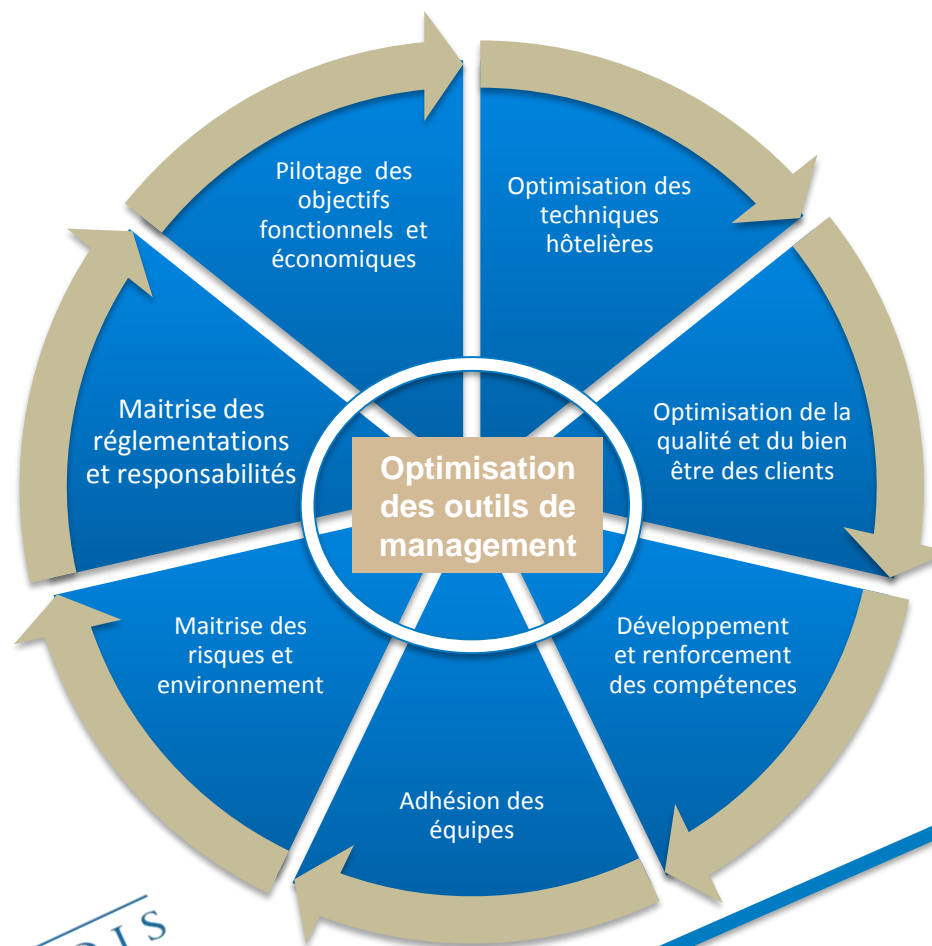 Pilotage des
objectifs
fonctionnels et
économiques
Optimisation des
techniques
hôtelières
Optimisation de la
qualité et du bien
être des clients
Développement
et renforcement
des compétences
Adhésion des
équipes
Maitrise des
risques et
environnement
Maitrise des
réglementations
et responsabilités
Optimisation
des outils de
management